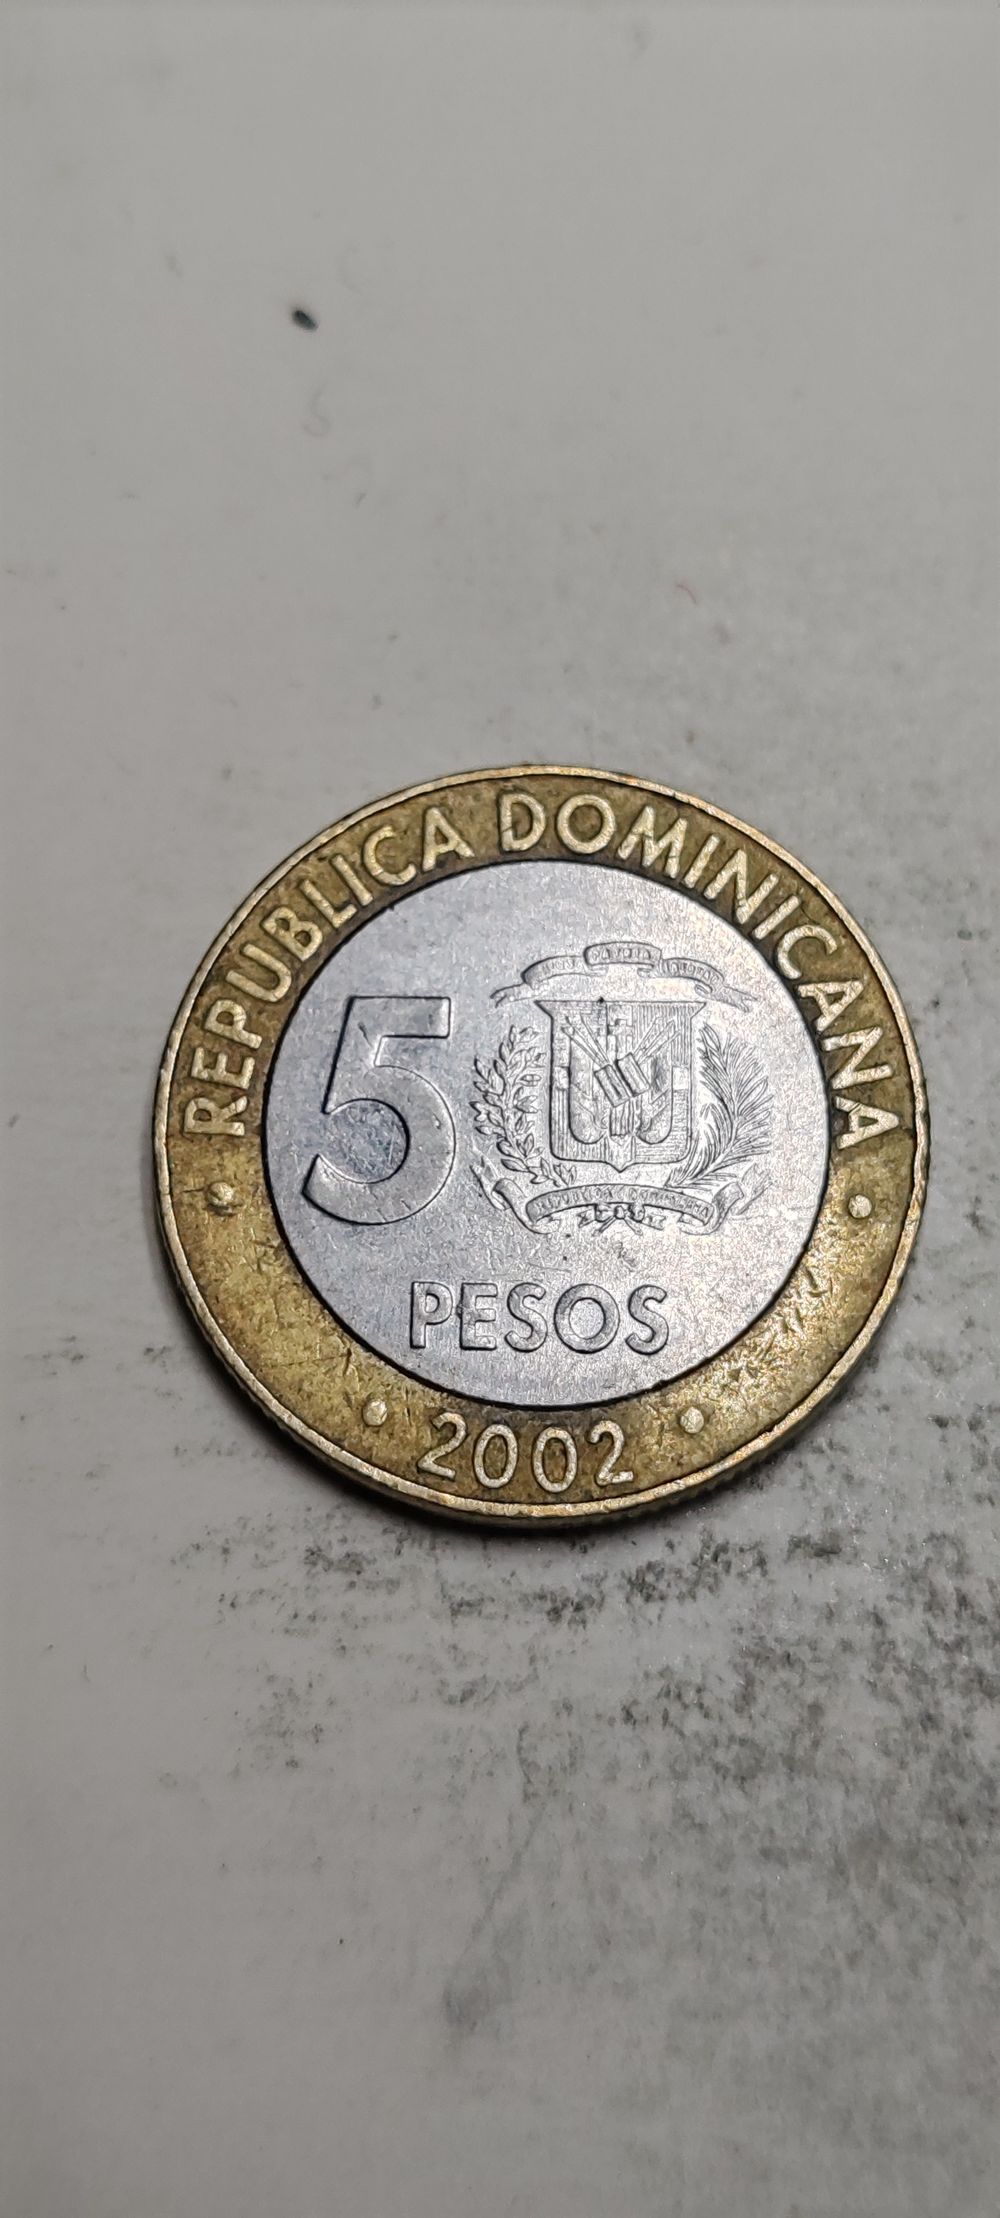 REPUBLICA DOMINICANA
5
PESOS
2002